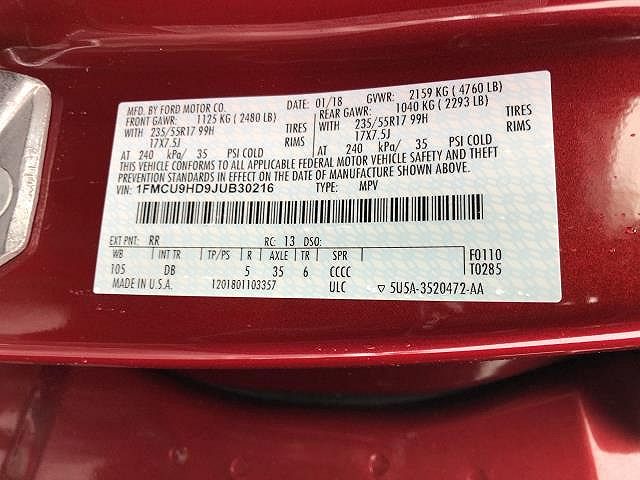 MFD. BY FORD MOTOR CO. DATE: 01/18 GVWR: 2159 KG ( 4760 LB)
FRONT GAWR: 1125 KG ( 2480 LB) REAR GAWR: 1040 KG ( 2293 LB)
WITH 235/55R17 99H TIRES WITH 235/55R17 99H TIRES
17X7.5J RIMS 17X7.5J RIMS
AT 240 kPa/ 35 PSI COLD AT 240 kPa/ 35 PSI COLD
THIS VEHICLE CONFORMS TO ALL APPLICABLE FEDERAL MOTOR VEHICLE SAFETY AND THEFT
PREVENTION STANDARDS IN EFFECT ON THE DATE OF MANUFACTURE SHOWN ABOVE.
VIN: 1FMCU9HD9JUB30216 TYPE: MPV
EXT PNT: RR RC: 13 DSO: F0110
WB INT TR TP/PS R AXLE TR SPR T0285
105 DB 5 35 6 CCCC
MADE IN U.S.A. 1201801103357 ULC ▽ 5U5A-3520472-AA